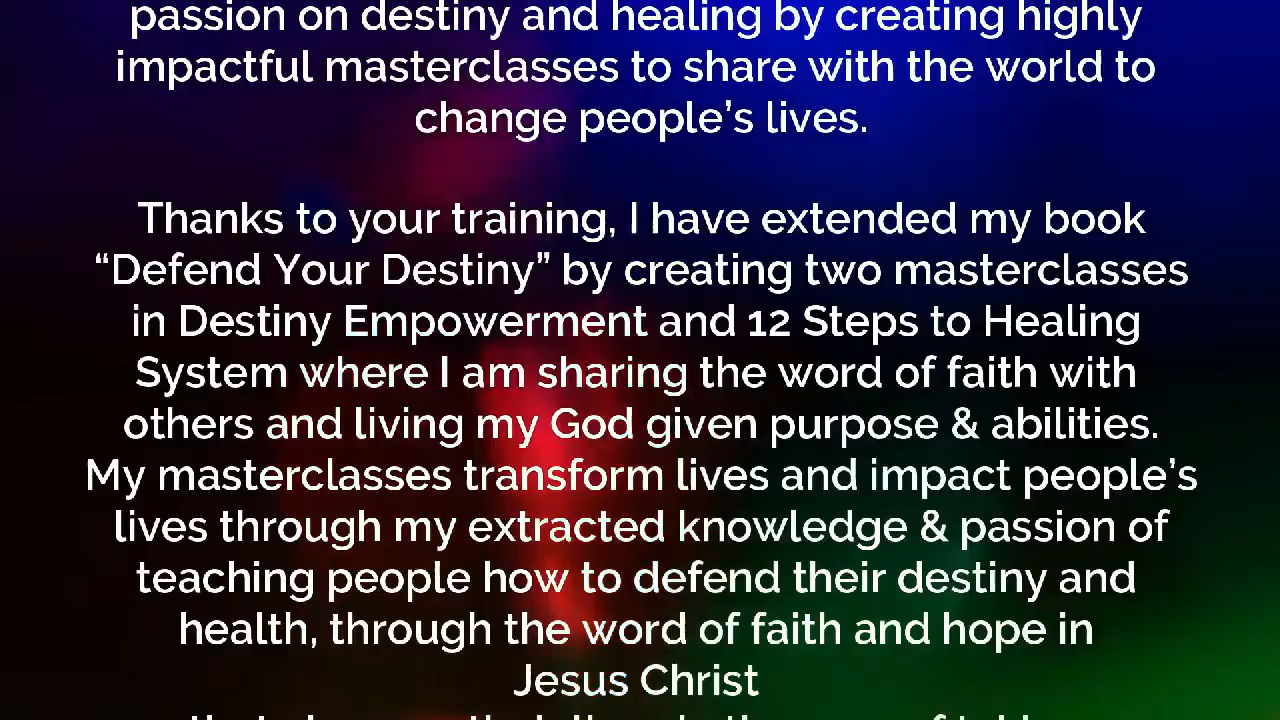 passion on destiny and healing by creating highly
impactful masterclasses to share with the world to
change people’s lives.
Thanks to your training, I have extended my book
“Defend Your Destiny” by creating two masterclasses
in Destiny Empowerment and 12 Steps to Healing
System where I am sharing the word of faith with
others and living my God given purpose & abilities.
My masterclasses transform lives and impact people’s
lives through my extracted knowledge & passion of
teaching people how to defend their destiny and
health, through the word of faith and hope in
Jesus Christ